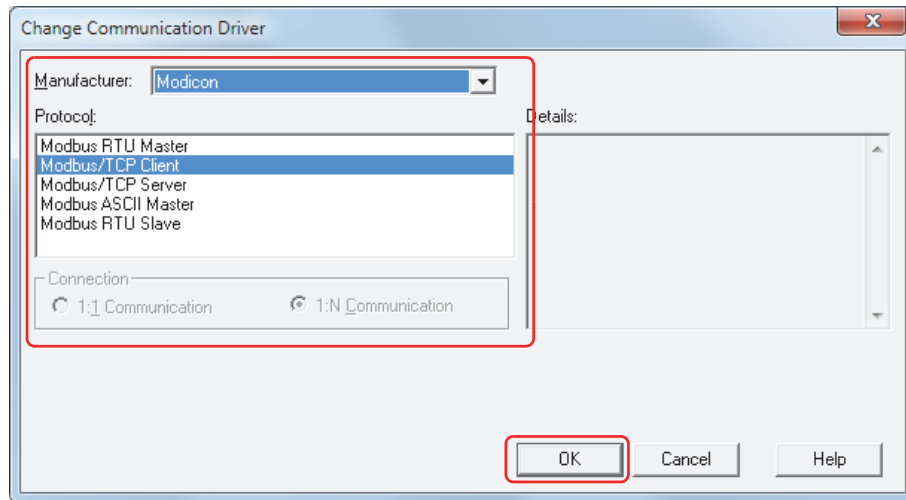 Change Communication Driver
Manufacturer: Modicon
Protocol:
Details:
Modbus RTU Master
Modbus/TCP Client
Modbus/TCP Server
Modbus ASCII Master
Modbus RTU Slave
Connection
1:1 Communication 1:N Communication
OK Cancel Help